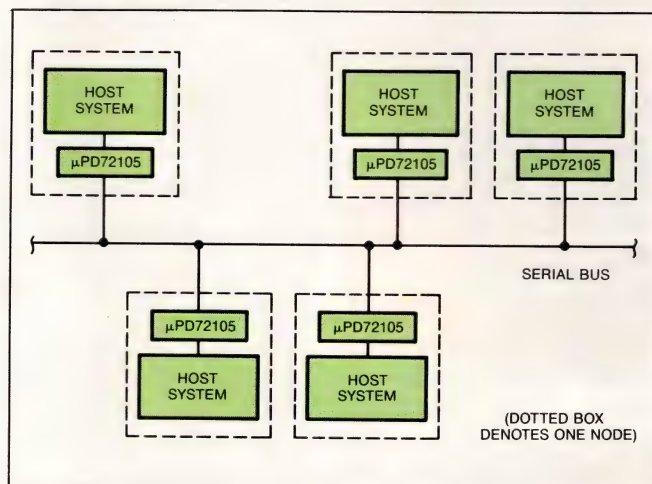 HOST
SYSTEM
μPD72105
HOST
SYSTEM
μPD72105
HOST
SYSTEM
μPD72105
SERIAL BUS
μPD72105
HOST
SYSTEM
μPD72105
HOST
SYSTEM
(DOTTED BOX
DENOTES ONE NODE)